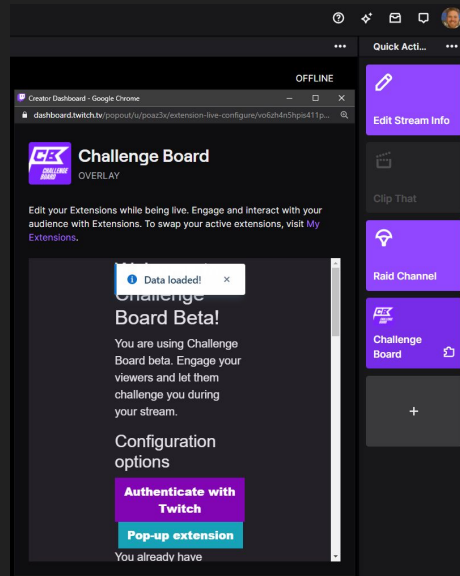 Quick Acti...
OFFLINE
Creator Dashboard - Google Chrome
dashboard.twitch.tv/popout/u/poaz3x/extension-live-configure/vo6zh4n5hpis411p...
CB
CHALLENGE
BOARD
Challenge Board
OVERLAY
Edit your Extensions while being live. Engage and interact with your
audience with Extensions. To swap your active extensions, visit My
Extensions.
Data loaded!
Challenge
Board Beta!
You are using Challenge
Board beta. Engage your
viewers and let them
challenge you during
your stream.
Configuration
options
Authenticate with
Twitch
Pop-up extension
You already have
Edit Stream Info
Clip That
Raid Channel
CB
Challenge
Board